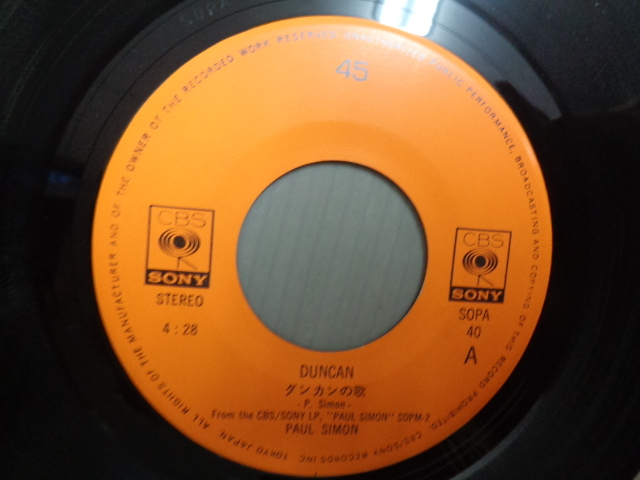 45
ALL RIGHTS OF THE MANUFACTURER AND OF THE OWNER OF THE RECORDED WORK RESERVED UNAUTHORISED PUBLIC PERFORMANCE, BROADCASTING AND COPYING OF THIS RECORD PROHIBITED. CBS/SONY RECORDS INC. TOKYO JAPAN
CBS
SONY
STEREO
4:28
CBS
SONY
SOPA
40
A
DUNCAN
ダンカンの歌
- P. Simon -
From the CBS/SONY LP, "PAUL SIMON" SOPM-2
PAUL SIMON
SOPA